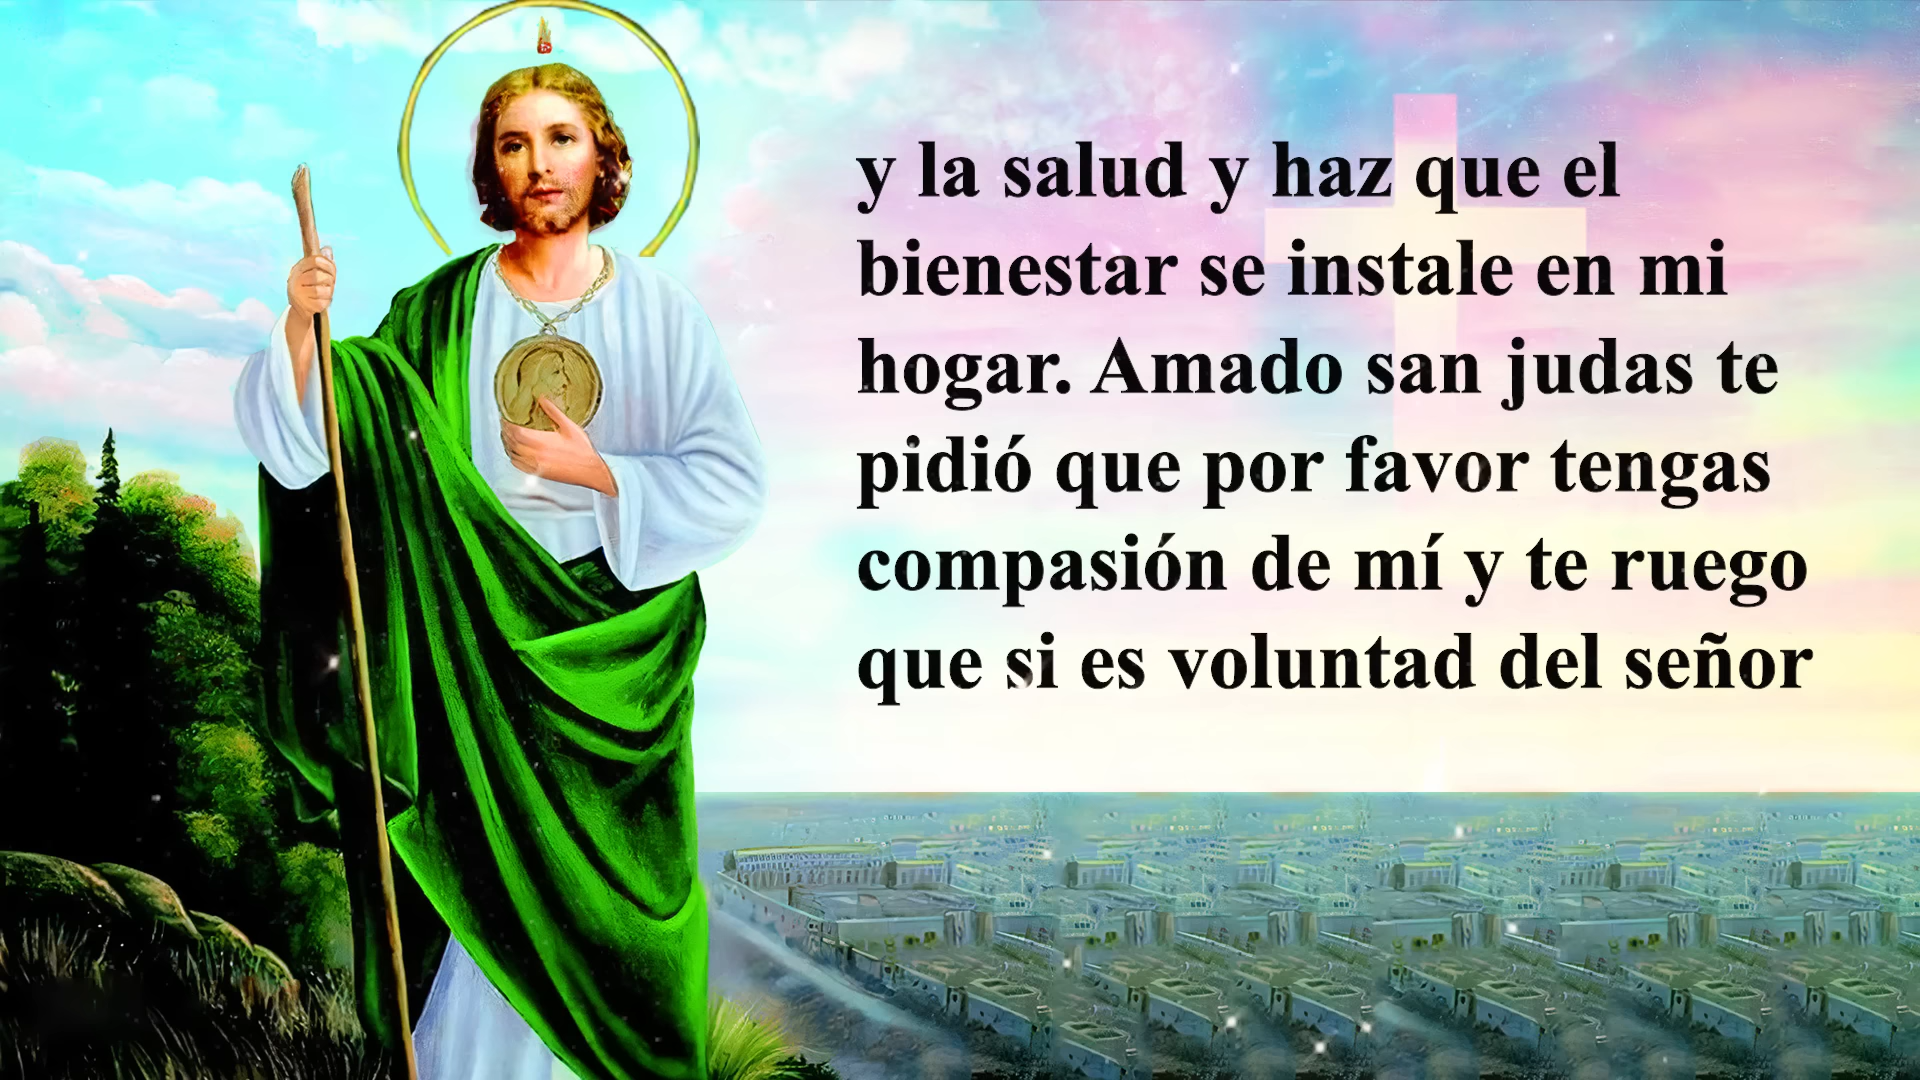 y la salud y haz que el
bienestar se instale en mi
hogar. Amado san judas te
pidió que por favor tengas
compasión de mí y te ruego
que si es voluntad del señor